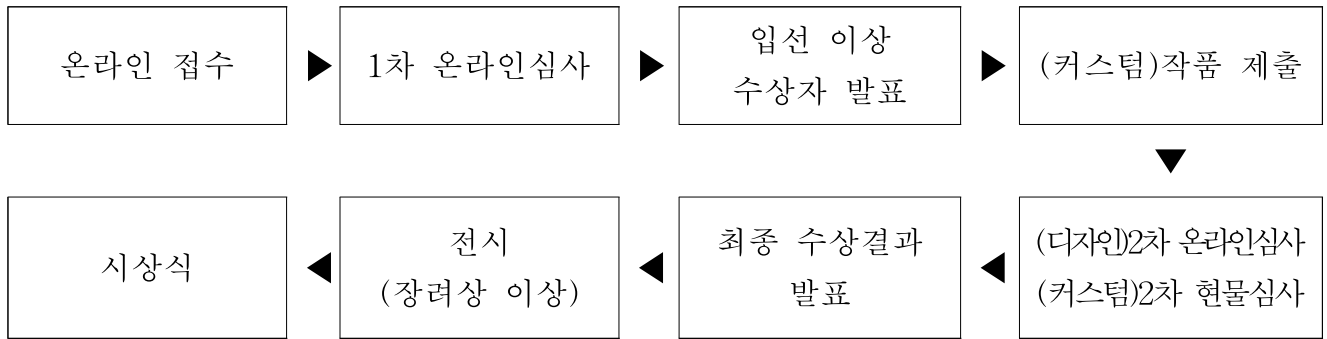 온라인 접수
1차 온라인심사
입선 이상
수상자 발표
(커스텀)작품 제출
(디자인)2차 온라인심사
(커스텀)2차 현물심사
최종 수상결과
발표
전시
(장려상 이상)
시상식